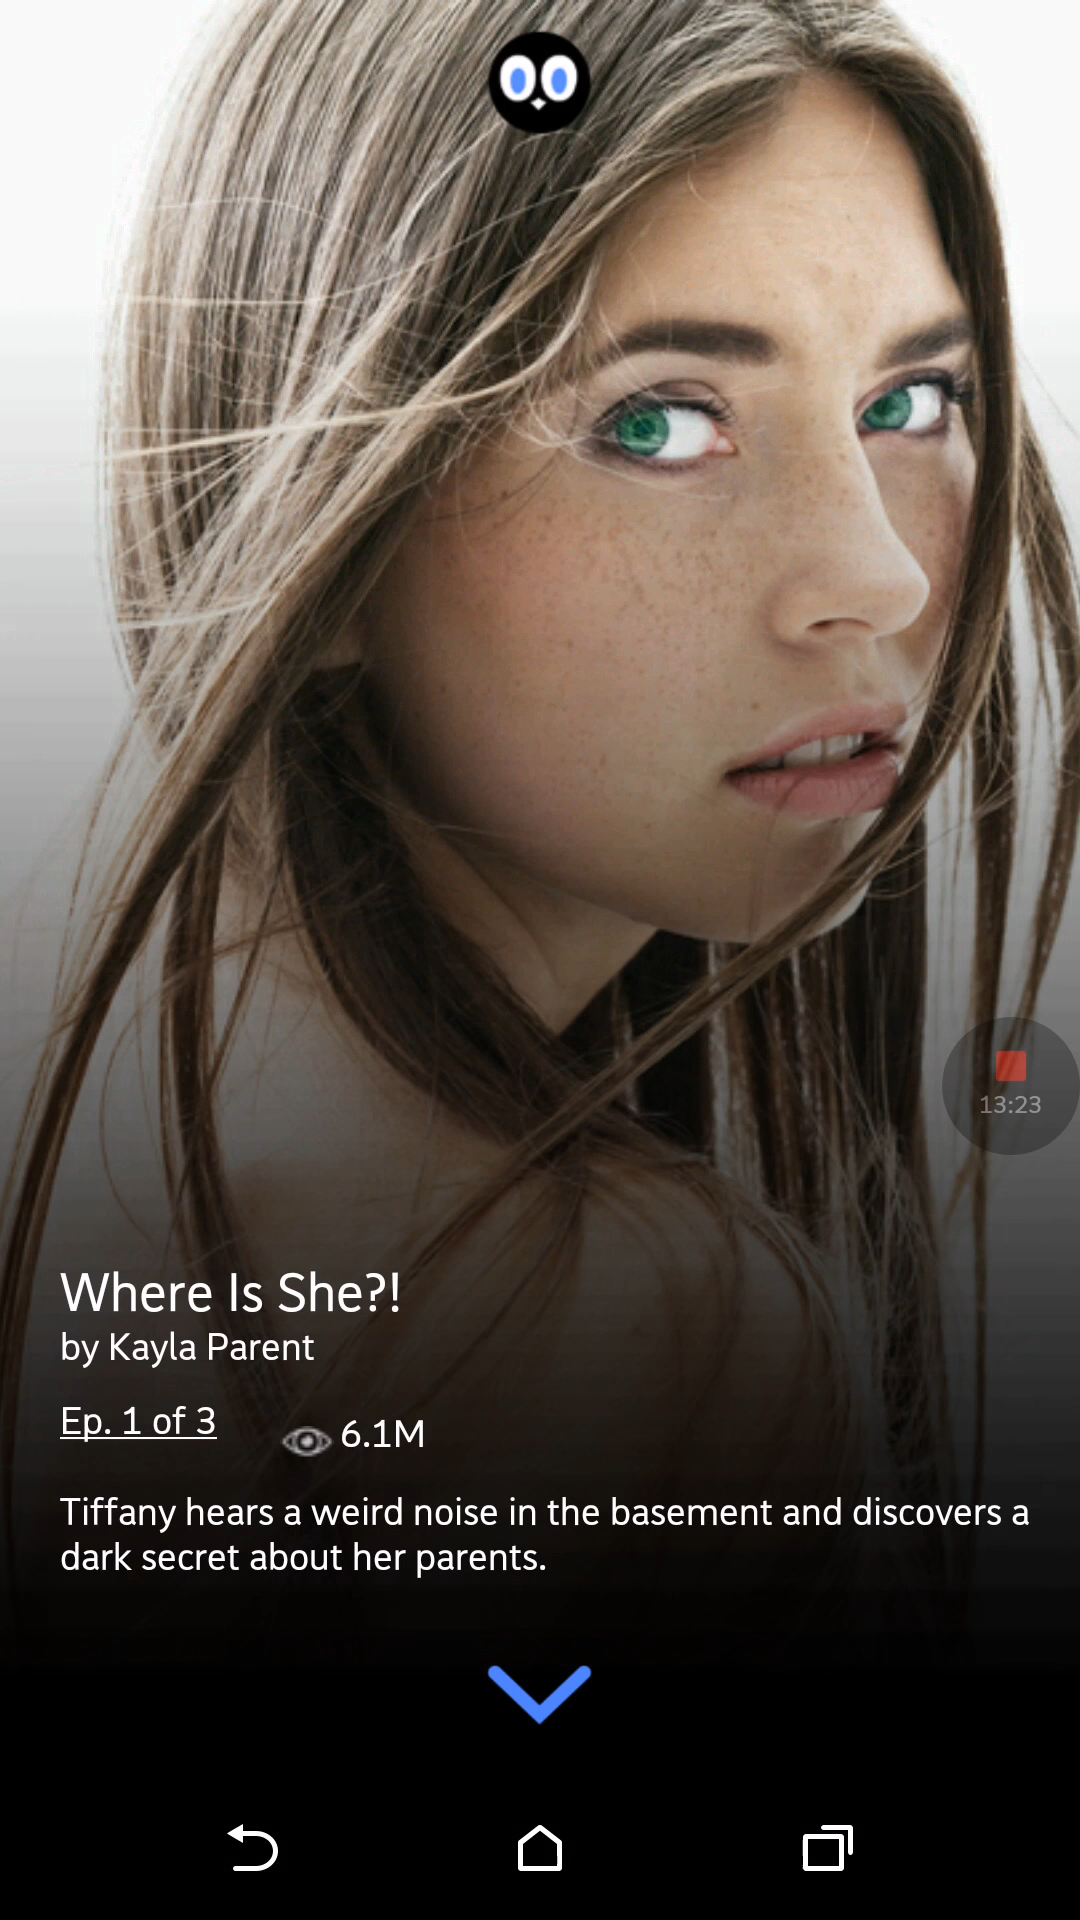 13:23
Where Is She?!
by Kayla Parent
Ep. 1 of 3
6.1M
Tiffany hears a weird noise in the basement and discovers a
dark secret about her parents.